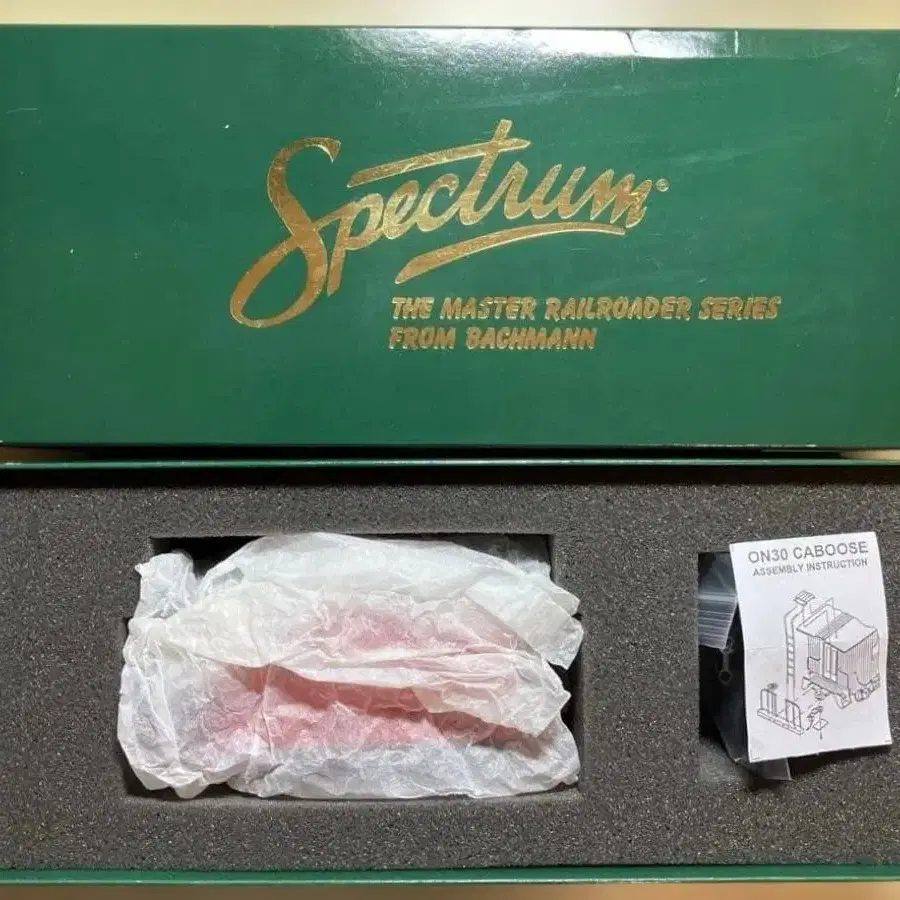 Spectrum
THE MASTER RAILROADER SERIES
FROM BACHMANN
ON30 CABOOSE
ASSEMBLY INSTRUCTION